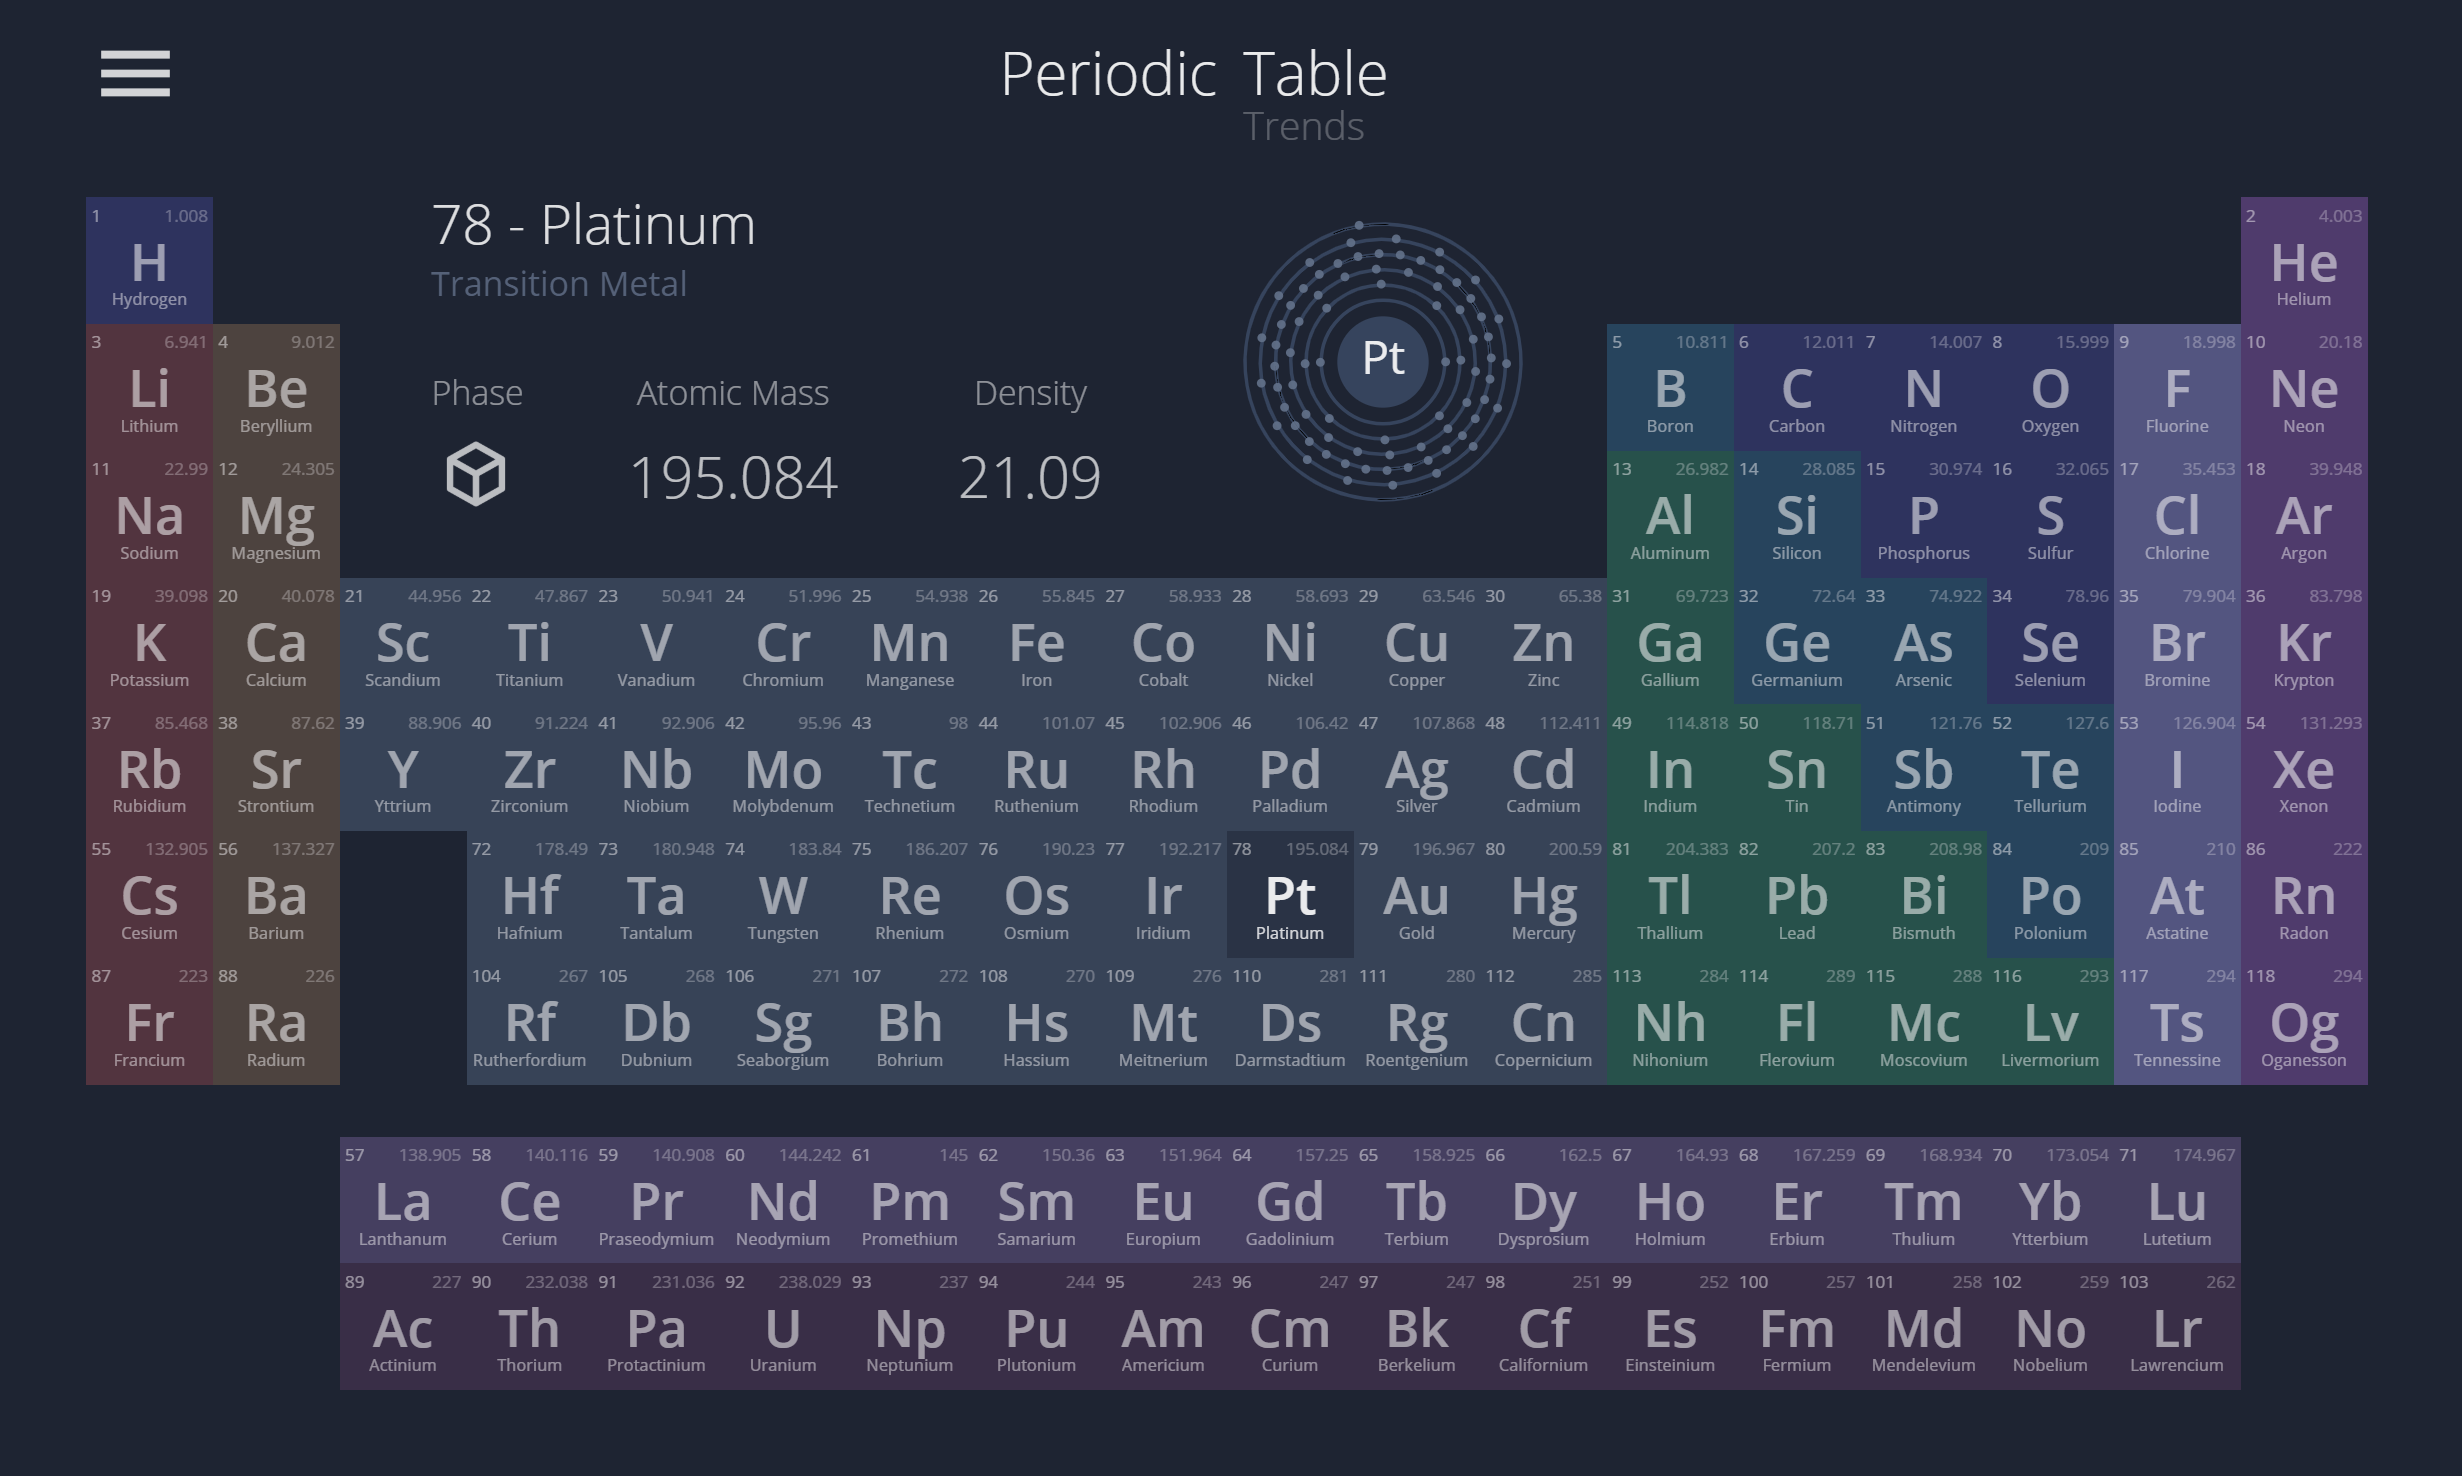 Periodic Table
Trends
78 - Platinum
Transition Metal
Phase Atomic Mass Density
195.084 21.09
Pt
1 1.008 2 4.003
H He
Hydrogen Helium
3 6.941 4 9.012 5 10.811 6 12.011 7 14.007 8 15.999 9 18.998 10 20.18
Li Be B C N O F Ne
Lithium Beryllium Boron Carbon Nitrogen Oxygen Fluorine Neon
11 22.99 12 24.305 13 26.982 14 28.085 15 30.974 16 32.065 17 35.453 18 39.948
Na Mg Al Si P S Cl Ar
Sodium Magnesium Aluminum Silicon Phosphorus Sulfur Chlorine Argon
19 39.098 20 40.078 21 44.956 22 47.867 23 50.941 24 51.996 25 54.938 26 55.845 27 58.933 28 58.693 29 63.546 30 65.38 31 69.723 32 72.64 33 74.922 34 78.96 35 79.904 36 83.798
K Ca Sc Ti V Cr Mn Fe Co Ni Cu Zn Ga Ge As Se Br Kr
Potassium Calcium Scandium Titanium Vanadium Chromium Manganese Iron Cobalt Nickel Copper Zinc Gallium Germanium Arsenic Selenium Bromine Krypton
37 85.468 38 87.62 39 88.906 40 91.224 41 92.906 42 95.96 43 98 44 101.07 45 102.906 46 106.42 47 107.868 48 112.411 49 114.818 50 118.71 51 121.76 52 127.6 53 126.904 54 131.293
Rb Sr Y Zr Nb Mo Tc Ru Rh Pd Ag Cd In Sn Sb Te I Xe
Rubidium Strontium Yttrium Zirconium Niobium Molybdenum Technetium Ruthenium Rhodium Palladium Silver Cadmium Indium Tin Antimony Tellurium Iodine Xenon
55 132.905 56 137.327 72 178.49 73 180.948 74 183.84 75 186.207 76 190.23 77 192.217 78 195.084 79 196.967 80 200.59 81 204.383 82 207.2 83 208.98 84 209 85 210 86 222
Cs Ba Hf Ta W Re Os Ir Pt Au Hg Tl Pb Bi Po At Rn
Cesium Barium Hafnium Tantalum Tungsten Rhenium Osmium Iridium Platinum Gold Mercury Thallium Lead Bismuth Polonium Astatine Radon
87 223 88 226 104 267 105 268 106 271 107 272 108 270 109 276 110 281 111 280 112 285 113 284 114 289 115 288 116 293 117 294 118 294
Fr Ra Rf Db Sg Bh Hs Mt Ds Rg Cn Nh Fl Mc Lv Ts Og
Francium Radium Rutherfordium Dubnium Seaborgium Bohrium Hassium Meitnerium Darmstadtium Roentgenium Copernicium Nihonium Flerovium Moscovium Livermorium Tennessine Oganesson
57 138.905 58 140.116 59 140.908 60 144.242 61 145 62 150.36 63 151.964 64 157.25 65 158.925 66 162.5 67 164.93 68 167.259 69 168.934 70 173.054 71 174.967
La Ce Pr Nd Pm Sm Eu Gd Tb Dy Ho Er Tm Yb Lu
Lanthanum Cerium Praseodymium Neodymium Promethium Samarium Europium Gadolinium Terbium Dysprosium Holmium Erbium Thulium Ytterbium Lutetium
89 227 90 232.038 91 231.036 92 238.029 93 237 94 244 95 243 96 247 97 247 98 251 99 252 100 257 101 258 102 259 103 262
Ac Th Pa U Np Pu Am Cm Bk Cf Es Fm Md No Lr
Actinium Thorium Protactinium Uranium Neptunium Plutonium Americium Curium Berkelium Californium Einsteinium Fermium Mendelevium Nobelium Lawrencium